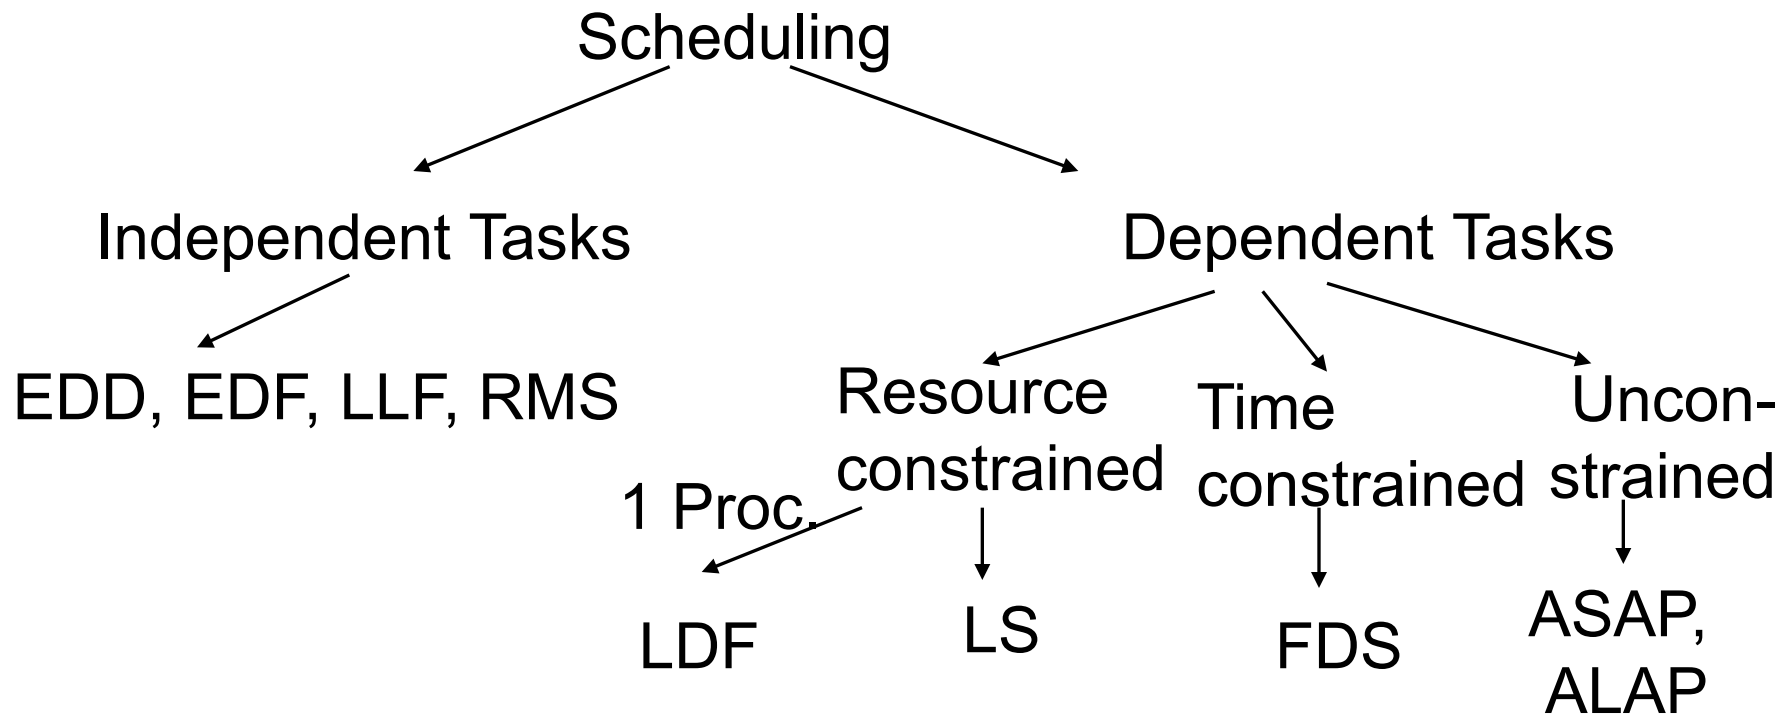 Scheduling
Independent Tasks
Dependent Tasks
EDD, EDF, LLF, RMS
Resource
constrained
Time
constrained
Uncon-
strained
1 Proc.
LDF
LS
FDS
ASAP,
ALAP